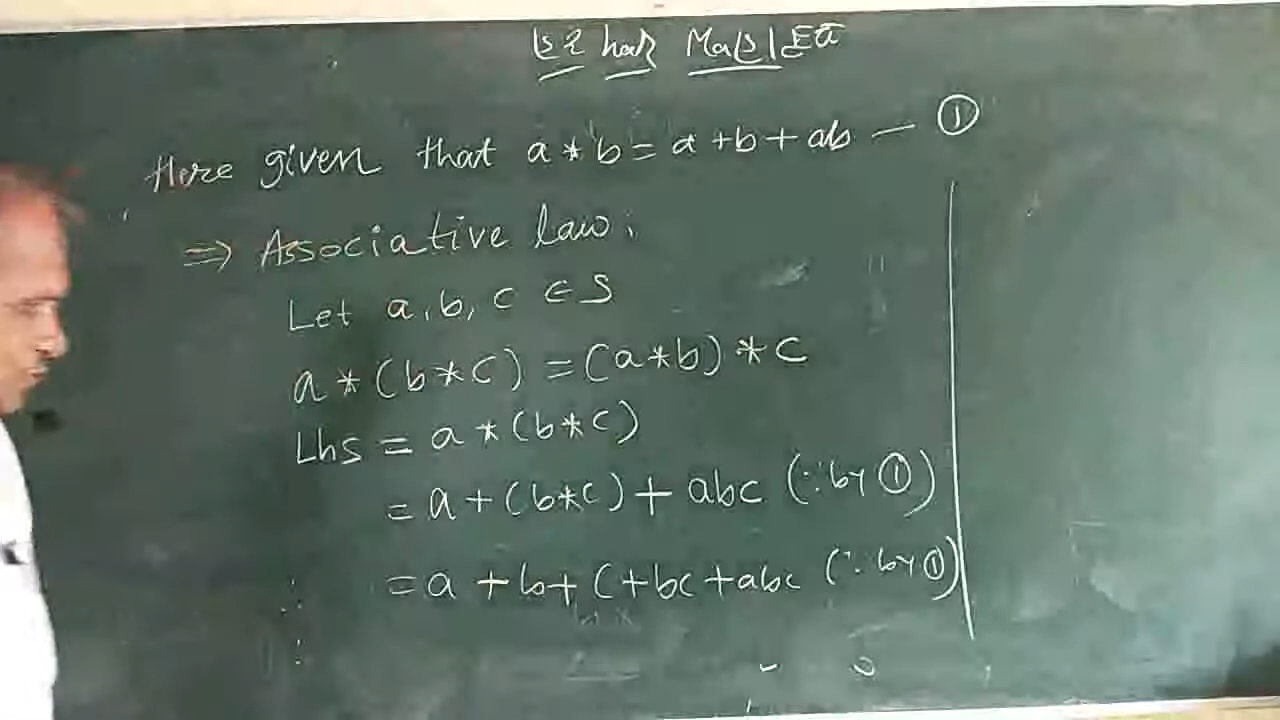 Here given that a * b = a + b + ab — ①
⇒ Associative law:
Let a, b, c ∈ S
a * (b * c) = (a * b) * c
Lhs = a * (b * c)
= a + (b * c) + abc (∵ by ①)
= a + b + c + bc + abc (∵ by ①)